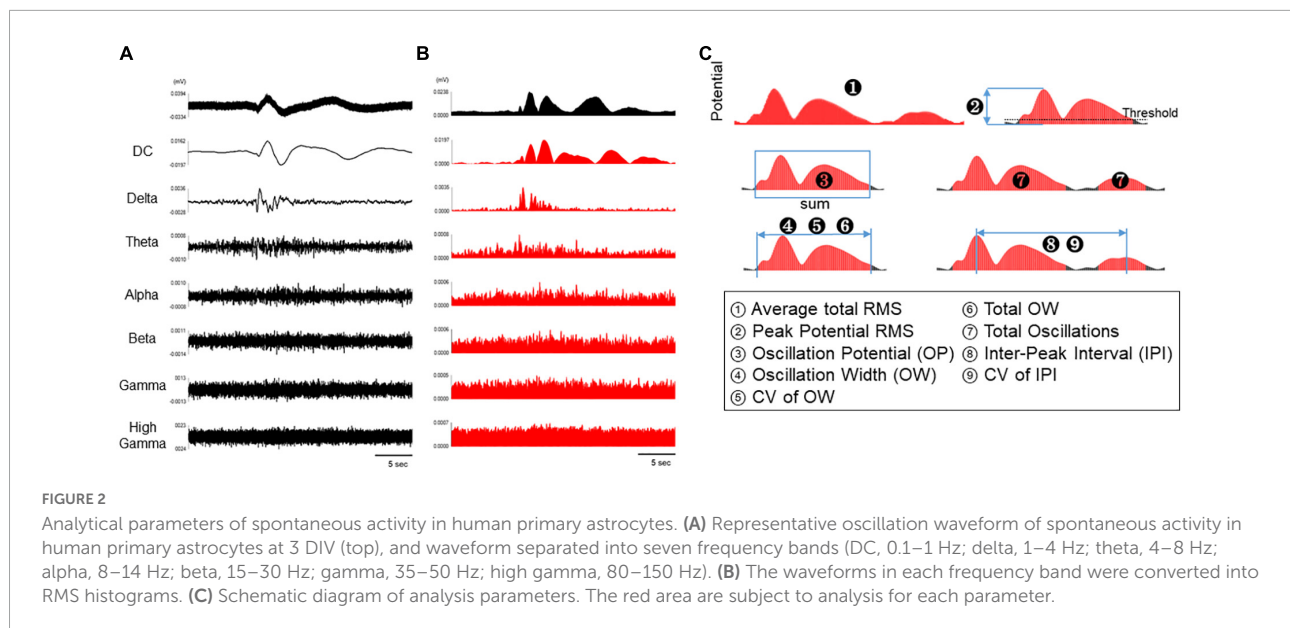 A
B
C
(mV)
0.0394
-0.0334
DC
0.0162
-0.0197
Delta
0.0036
-0.0028
Theta
0.0008
-0.0010
Alpha
0.0010
-0.0008
Beta
0.0011
-0.0014
Gamma
0013
-0.0013
High
Gamma
0023
0024
5 sec
(mV)
0.0238
0.0000
0.0197
0.0000
0.0035
0.0000
0.0008
0.0000
0.0006
0.0000
0.0006
0.0000
0.0005
0.0000
0.0007
0.0000
5 sec
Potential
❶
❷
Threshold
❸
sum
❼ ❼
❹ ❺ ❻
❽ ❾
① Average total RMS
② Peak Potential RMS
③ Oscillation Potential (OP)
④ Oscillation Width (OW)
⑤ CV of OW
⑥ Total OW
⑦ Total Oscillations
⑧ Inter-Peak Interval (IPI)
⑨ CV of IPI
FIGURE 2
Analytical parameters of spontaneous activity in human primary astrocytes. (A) Representative oscillation waveform of spontaneous activity in
human primary astrocytes at 3 DIV (top), and waveform separated into seven frequency bands (DC, 0.1–1 Hz; delta, 1–4 Hz; theta, 4–8 Hz;
alpha, 8–14 Hz; beta, 15–30 Hz; gamma, 35–50 Hz; high gamma, 80–150 Hz). (B) The waveforms in each frequency band were converted into
RMS histograms. (C) Schematic diagram of analysis parameters. The red area are subject to analysis for each parameter.